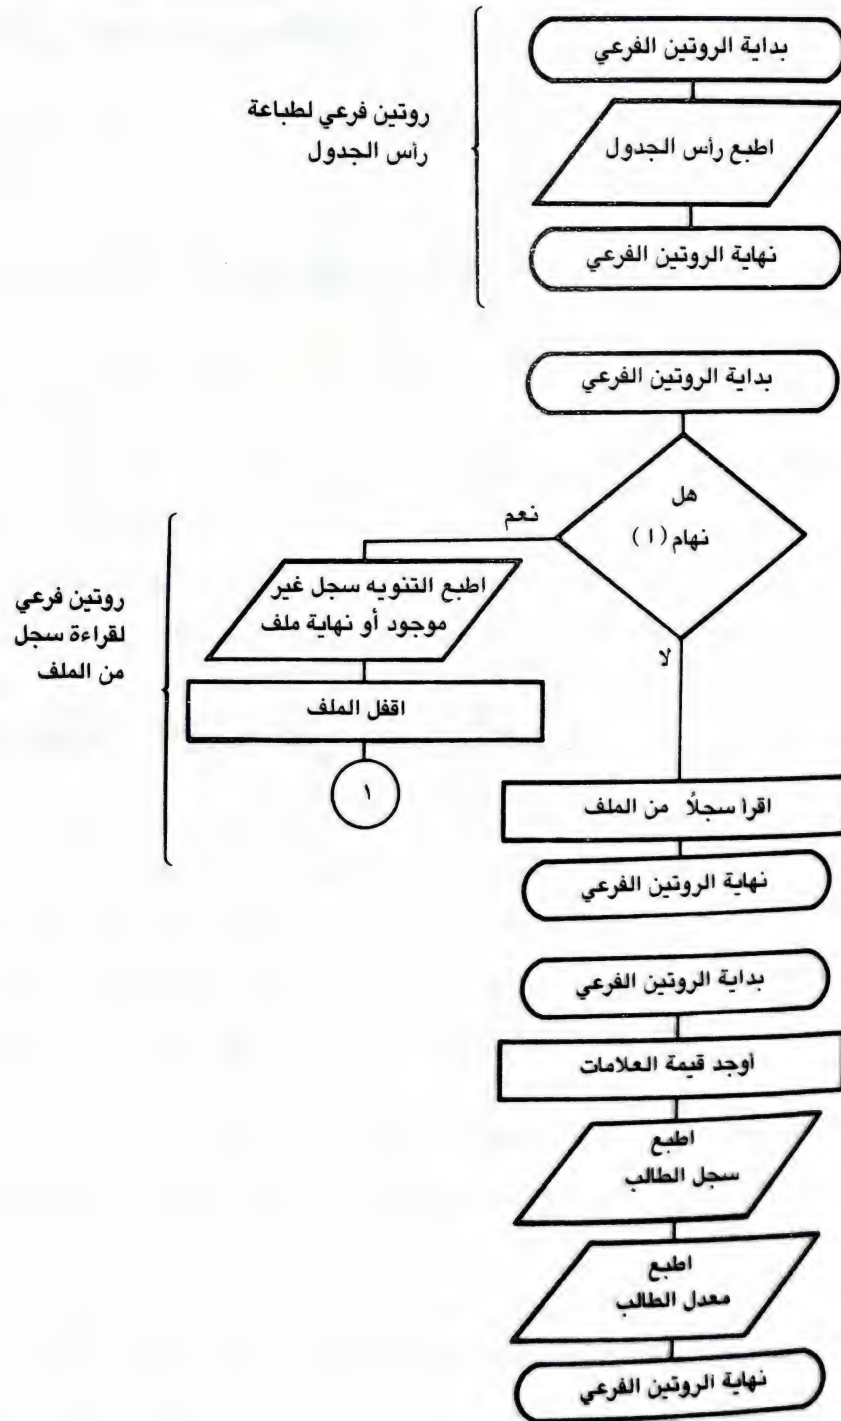 بداية الروتين الفرعي
اطبع رأس الجدول
نهاية الروتين الفرعي
روتين فرعي لطباعة
رأس الجدول
بداية الروتين الفرعي
هل
نهام (١)
نعم
لا
اطبع التنويه سجل غير
موجود أو نهاية ملف
اقفل الملف
١
اقرأ سجلاً من الملف
نهاية الروتين الفرعي
روتين فرعي
لقراءة سجل
من الملف
بداية الروتين الفرعي
أوجد قيمة العلامات
اطبع
سجل الطالب
اطبع
معدل الطالب
نهاية الروتين الفرعي